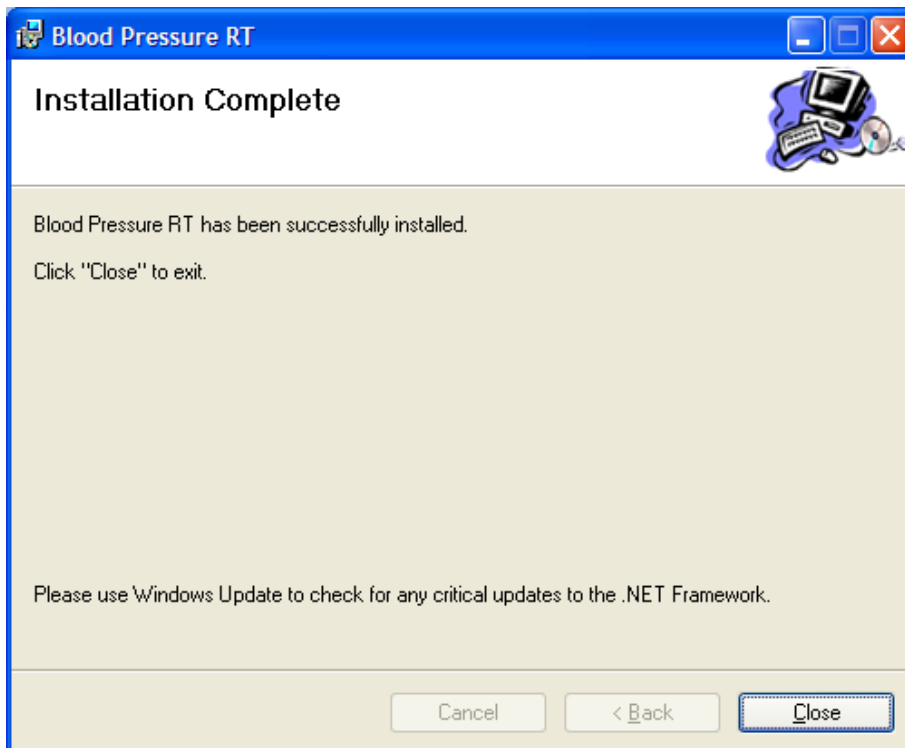 Blood Pressure RT
Installation Complete
Blood Pressure RT has been successfully installed.
Click "Close" to exit.
Please use Windows Update to check for any critical updates to the .NET Framework.
Cancel
< Back
Close